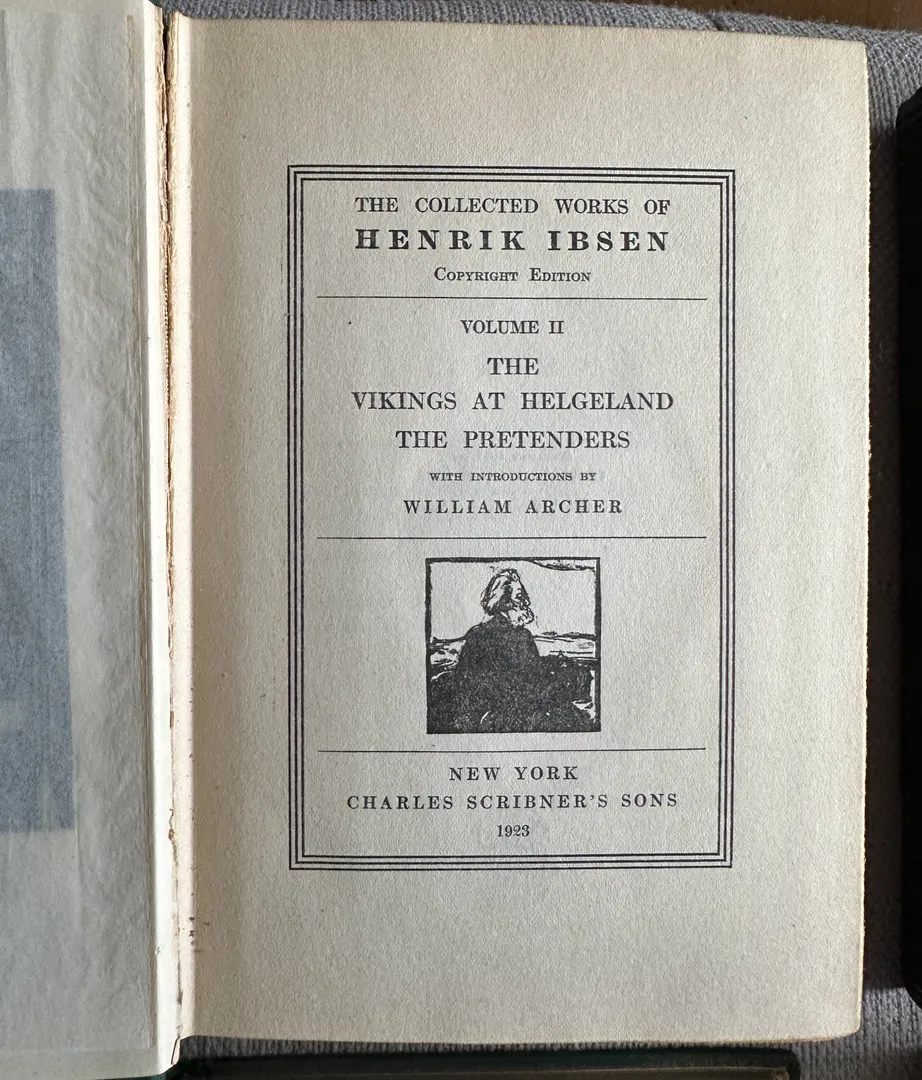 THE COLLECTED WORKS OF
HENRIK IBSEN
COPYRIGHT EDITION
VOLUME II
THE
VIKINGS AT HELGELAND
THE PRETENDERS
WITH INTRODUCTIONS BY
WILLIAM ARCHER
NEW YORK
CHARLES SCRIBNER'S SONS
1923